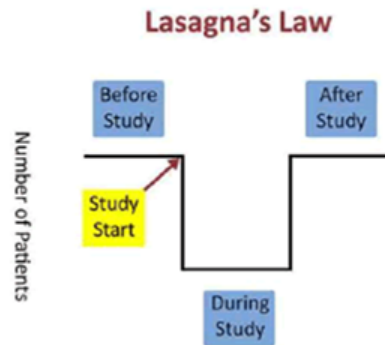 Lasagna's Law
Before
Study
After
Study
Number of Patients
Study
Start
During
Study